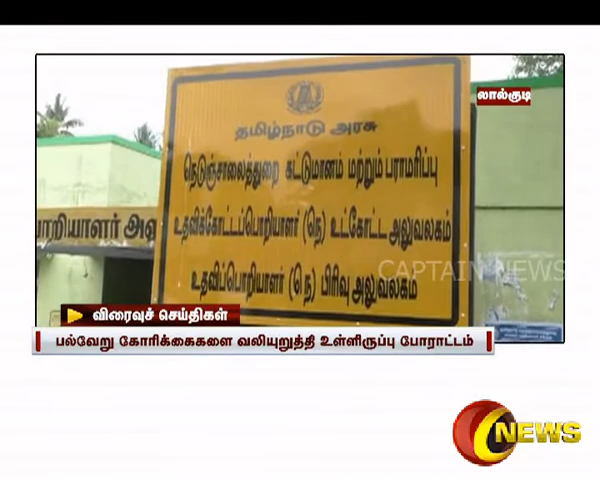 லால்குடி
தமிழ்நாடு அரசு
நெடுஞ்சாலைத்துறை கட்டுமானம் மற்றும் பராமரிப்பு
உதவிக்கோட்டப்பொறியாளர் (நெ) உட்கோட்ட அலுவலகம்
உதவிப்பொறியாளர் (நெ) பிரிவு அலுவலகம்
பொறியாளர் அலு
CAPTAIN NEWS
விரைவுச் செய்திகள்
பல்வேறு கோரிக்கைகளை வலியுறுத்தி உள்ளிருப்பு போராட்டம்
NEWS